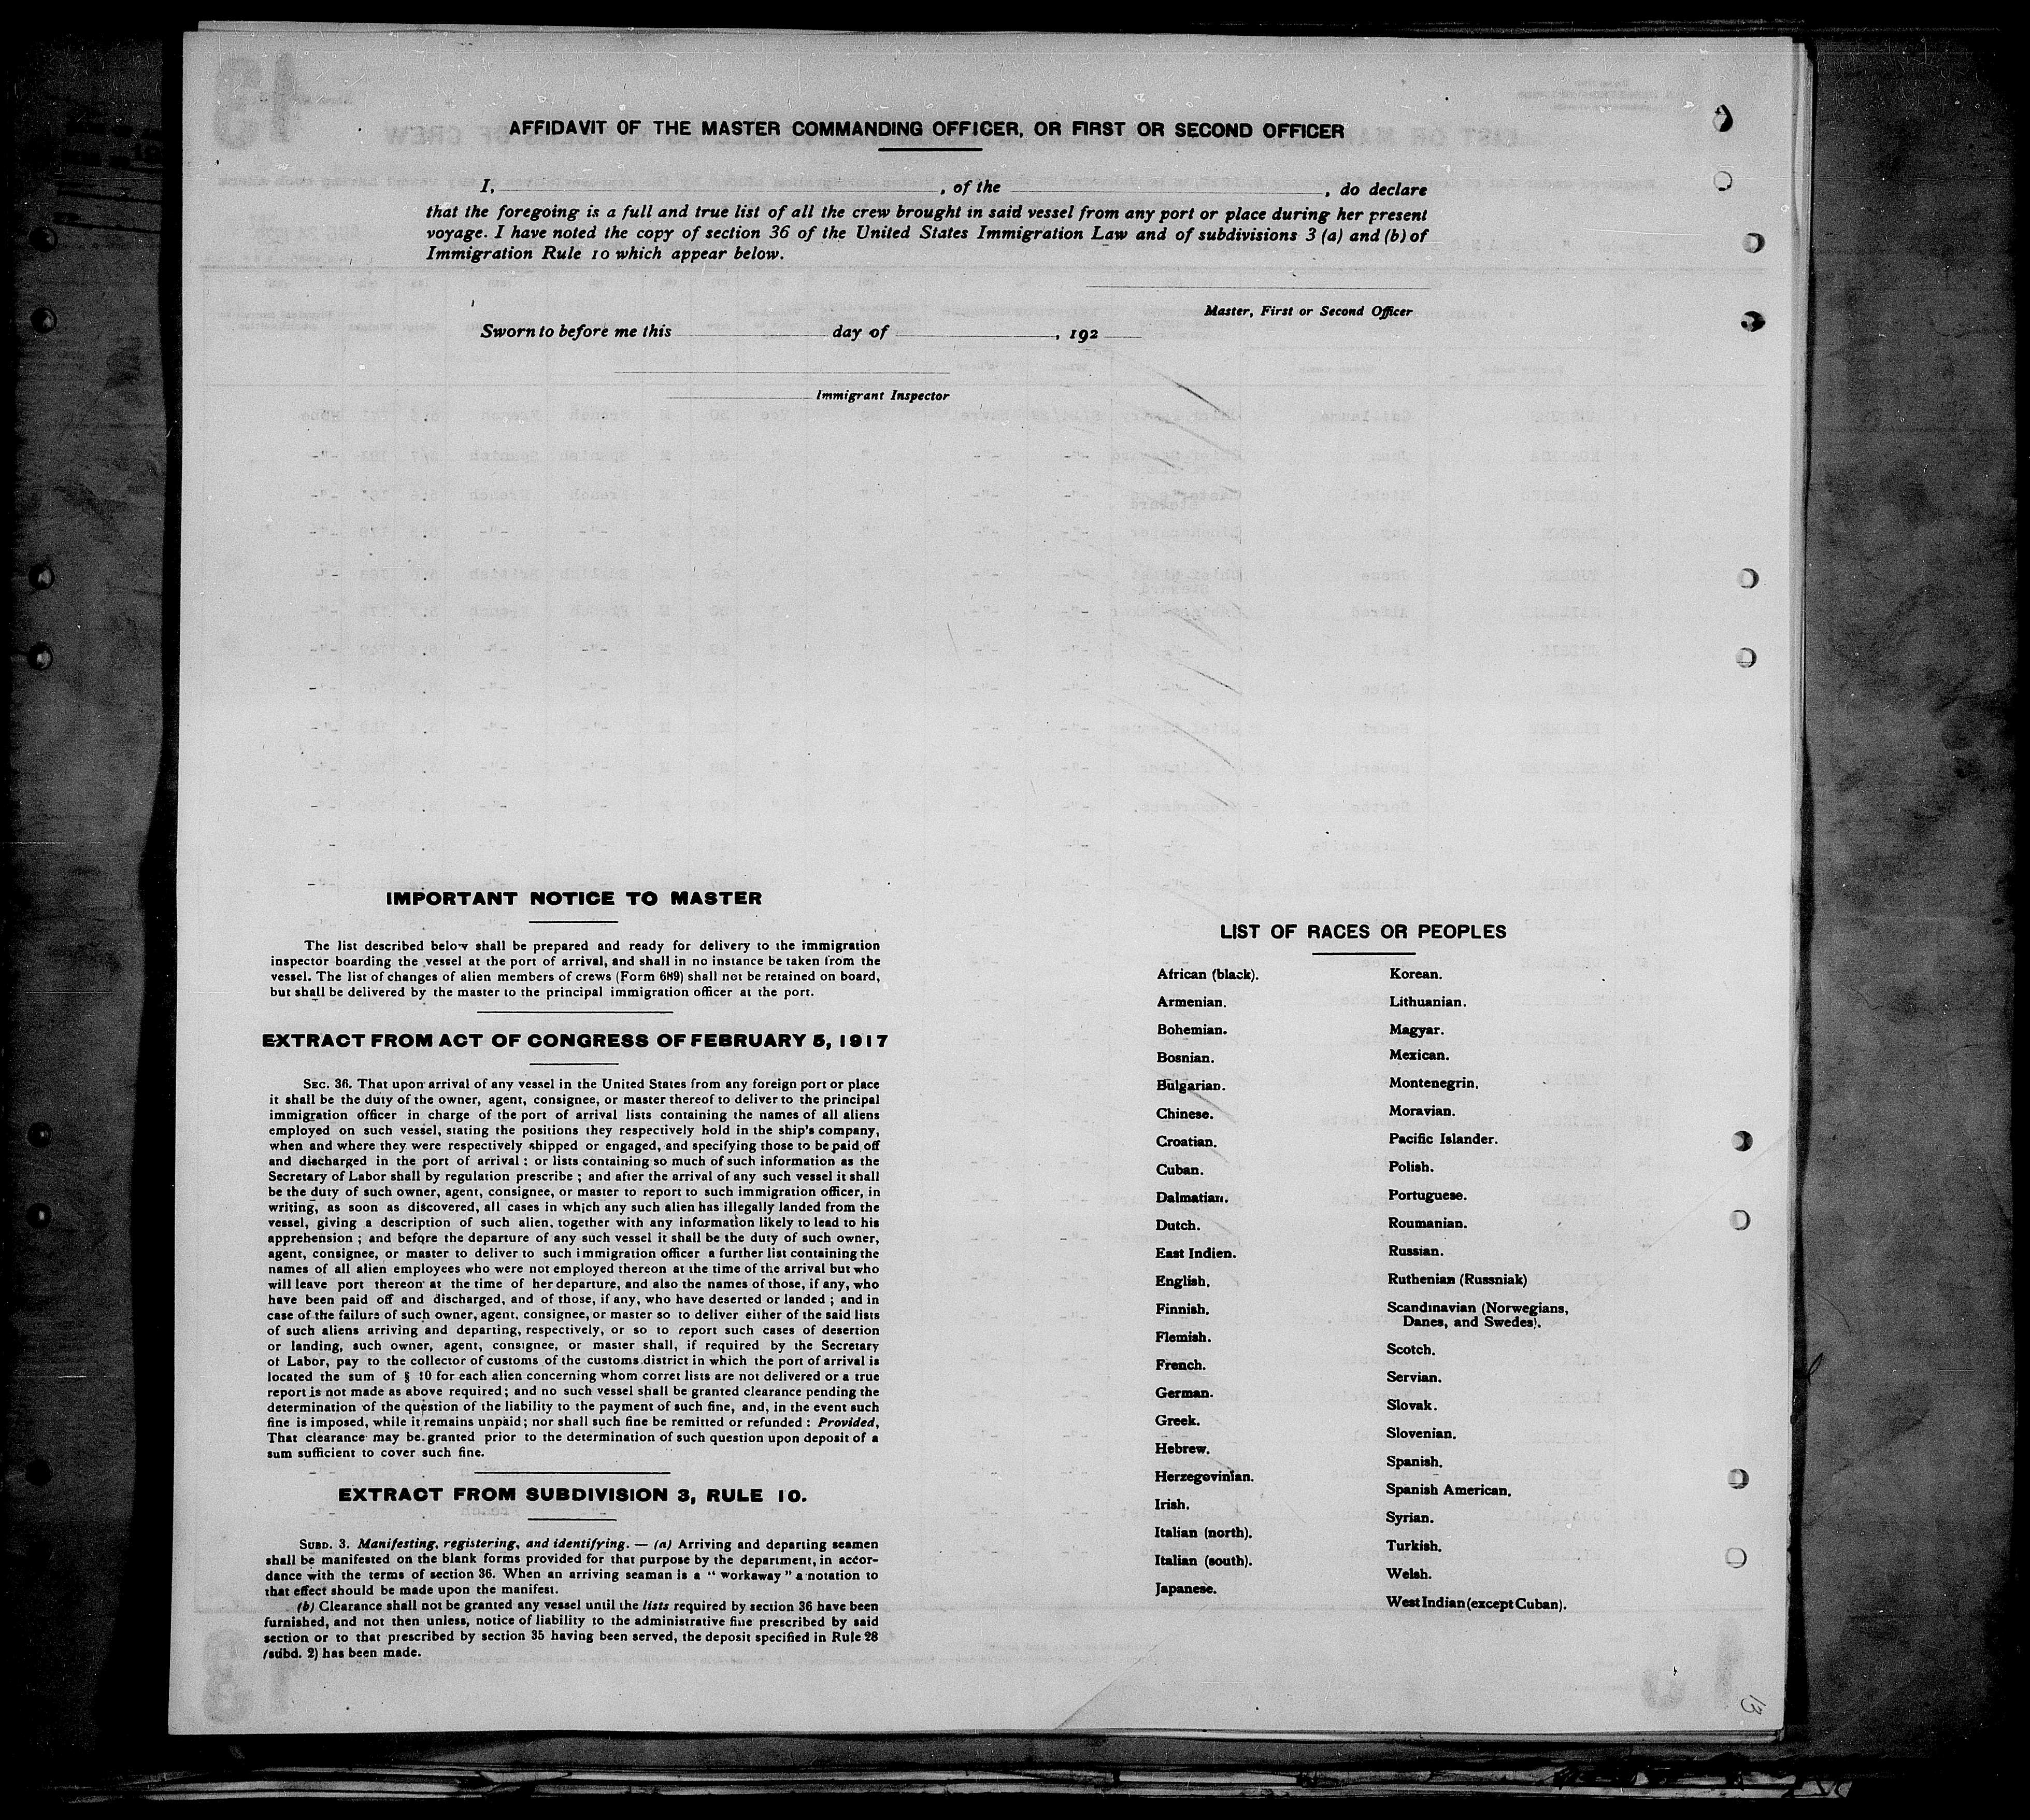 AFFIDAVIT OF THE MASTER COMMANDING OFFICER, OR FIRST OR SECOND OFFICER
I, , of the , do declare
that the foregoing is a full and true list of all the crew brought in said vessel from any port or place during her present
voyage. I have noted the copy of section 36 of the United States Immigration Law and of subdivisions 3 (a) and (b) of
Immigration Rule 10 which appear below.
Master, First or Second Officer
Sworn to before me this day of , 192
Immigrant Inspector
IMPORTANT NOTICE TO MASTER
The list described below shall be prepared and ready for delivery to the immigration
inspector boarding the vessel at the port of arrival, and shall in no instance be taken from the
vessel. The list of changes of alien members of crews (Form 689) shall not be retained on board,
but shall be delivered by the master to the principal immigration officer at the port.
EXTRACT FROM ACT OF CONGRESS OF FEBRUARY 5, 1917
SEC. 36. That upon arrival of any vessel in the United States from any foreign port or place
it shall be the duty of the owner, agent, consignee, or master thereof to deliver to the principal
immigration officer in charge of the port of arrival lists containing the names of all aliens
employed on such vessel, stating the positions they respectively hold in the ship's company,
when and where they were respectively shipped or engaged, and specifying those to be paid off
and discharged in the port of arrival ; or lists containing so much of such information as the
Secretary of Labor shall by regulation prescribe ; and after the arrival of any such vessel it shall
be the duty of such owner, agent, consignee, or master to report to such immigration officer, in
writing, as soon as discovered, all cases in which any such alien has illegally landed from the
vessel, giving a description of such alien, together with any information likely to lead to his
apprehension ; and before the departure of any such vessel it shall be the duty of such owner,
agent, consignee, or master to deliver to such immigration officer a further list containing the
names of all alien employees who were not employed thereon at the time of the arrival but who
will leave port thereon at the time of her departure, and also the names of those, if any, who
have been paid off and discharged, and of those, if any, who have deserted or landed ; and in
case of the failure of such owner, agent, consignee, or master so to deliver either of the said lists
of such aliens arriving and departing, respectively, or so to report such cases of desertion
or landing, such owner, agent, consignee, or master shall, if required by the Secretary
of Labor, pay to the collector of customs of the customs district in which the port of arrival is
located the sum of § 10 for each alien concerning whom corret lists are not delivered or a true
report is not made as above required ; and no such vessel shall be granted clearance pending the
determination of the question of the liability to the payment of such fine, and, in the event such
fine is imposed, while it remains unpaid ; nor shall such fine be remitted or refunded : Provided,
That clearance may be granted prior to the determination of such question upon deposit of a
sum sufficient to cover such fine.
EXTRACT FROM SUBDIVISION 3, RULE 10.
SUBD. 3. Manifesting, registering, and identifying. — (a) Arriving and departing seamen
shall be manifested on the blank forms provided for that purpose by the department, in accor-
dance with the terms of section 36. When an arriving seaman is a " workaway " a notation to
that effect should be made upon the manifest.
(b) Clearance shall not be granted any vessel until the lists required by section 36 have been
furnished, and not then unless, notice of liability to the administrative fine prescribed by said
section or to that prescribed by section 35 having been served, the deposit specified in Rule 28
(subd. 2) has been made.
LIST OF RACES OR PEOPLES
African (black).
Armenian.
Bohemian.
Bosnian.
Bulgarian.
Chinese.
Croatian.
Cuban.
Dalmatian.
Dutch.
East Indien.
English.
Finnish.
Flemish.
French.
German.
Greek.
Hebrew.
Herzegovinian.
Irish.
Italian (north).
Italian (south).
Japanese.
Korean.
Lithuanian.
Magyar.
Mexican.
Montenegrin.
Moravian.
Pacific Islander.
Polish.
Portuguese.
Roumanian.
Russian.
Ruthenian (Russniak)
Scandinavian (Norwegians,
Danes, and Swedes).
Scotch.
Servian.
Slovak.
Slovenian.
Spanish.
Spanish American.
Syrian.
Turkish.
Welsh.
West Indian (except Cuban).
13